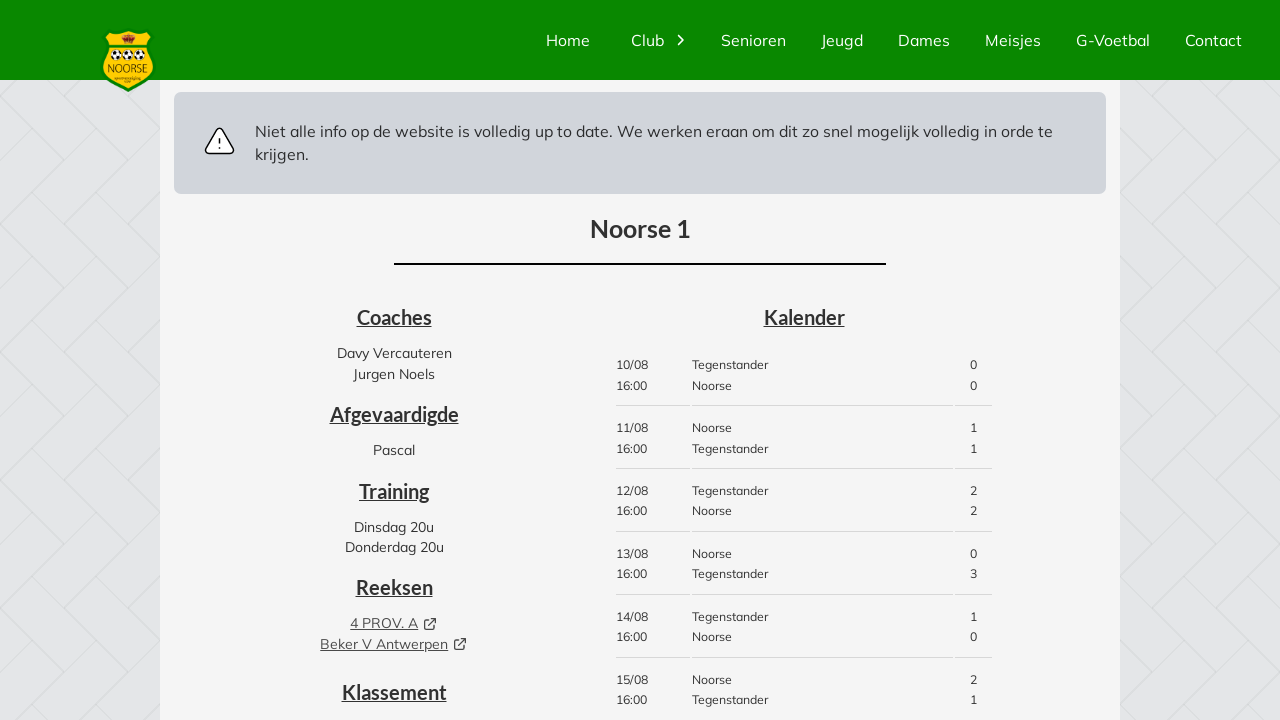 NOORSE
Home
Club
Senioren
Jeugd
Dames
Meisjes
G-Voetbal
Contact
Niet alle info op de website is volledig up to date. We werken eraan om dit zo snel mogelijk volledig in orde te
krijgen.
Noorse 1
Coaches
Davy Vercauteren
Jurgen Noels
Afgevaardigde
Pascal
Training
Dinsdag 20u
Donderdag 20u
Reeksen
4 PROV. A
Beker V Antwerpen
Klassement
Kalender
10/08 Tegenstander 0
16:00 Noorse 0
11/08 Noorse 1
16:00 Tegenstander 1
12/08 Tegenstander 2
16:00 Noorse 2
13/08 Noorse 0
16:00 Tegenstander 3
14/08 Tegenstander 1
16:00 Noorse 0
15/08 Noorse 2
16:00 Tegenstander 1